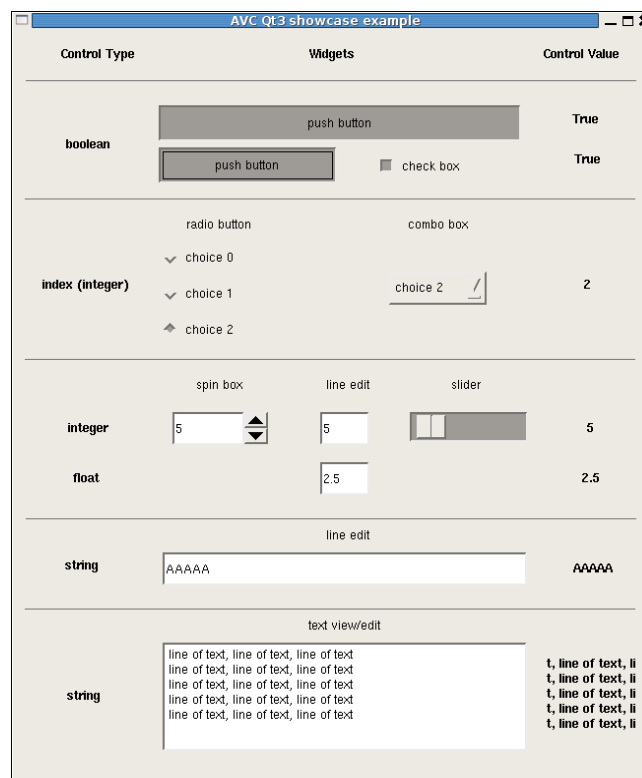 AVC Qt3 showcase example
Control Type Widgets Control Value
push button True
boolean
push button check box True
radio button combo box
choice 0
index (integer) choice 1 choice 2 2
choice 2
spin box line edit slider
integer 5 5 5
float 2.5 2.5
line edit
string AAAAA AAAAA
text view/edit
line of text, line of text, line of text t, line of text, li
line of text, line of text, line of text t, line of text, li
string line of text, line of text, line of text t, line of text, li
line of text, line of text, line of text t, line of text, li
line of text, line of text, line of text t, line of text, li